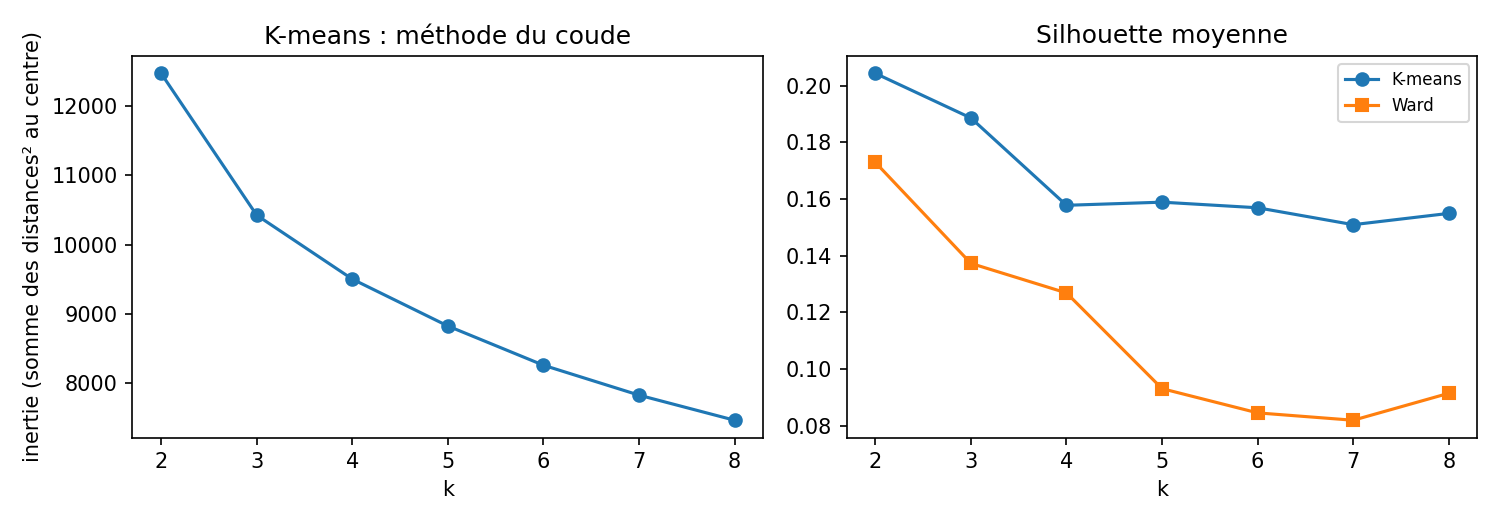 K-means : méthode du coude
inertie (somme des distances² au centre)
12000
11000
10000
9000
8000
2 3 4 5 6 7 8
k
Silhouette moyenne
K-means
Ward
0.20
0.18
0.16
0.14
0.12
0.10
0.08
2 3 4 5 6 7 8
k